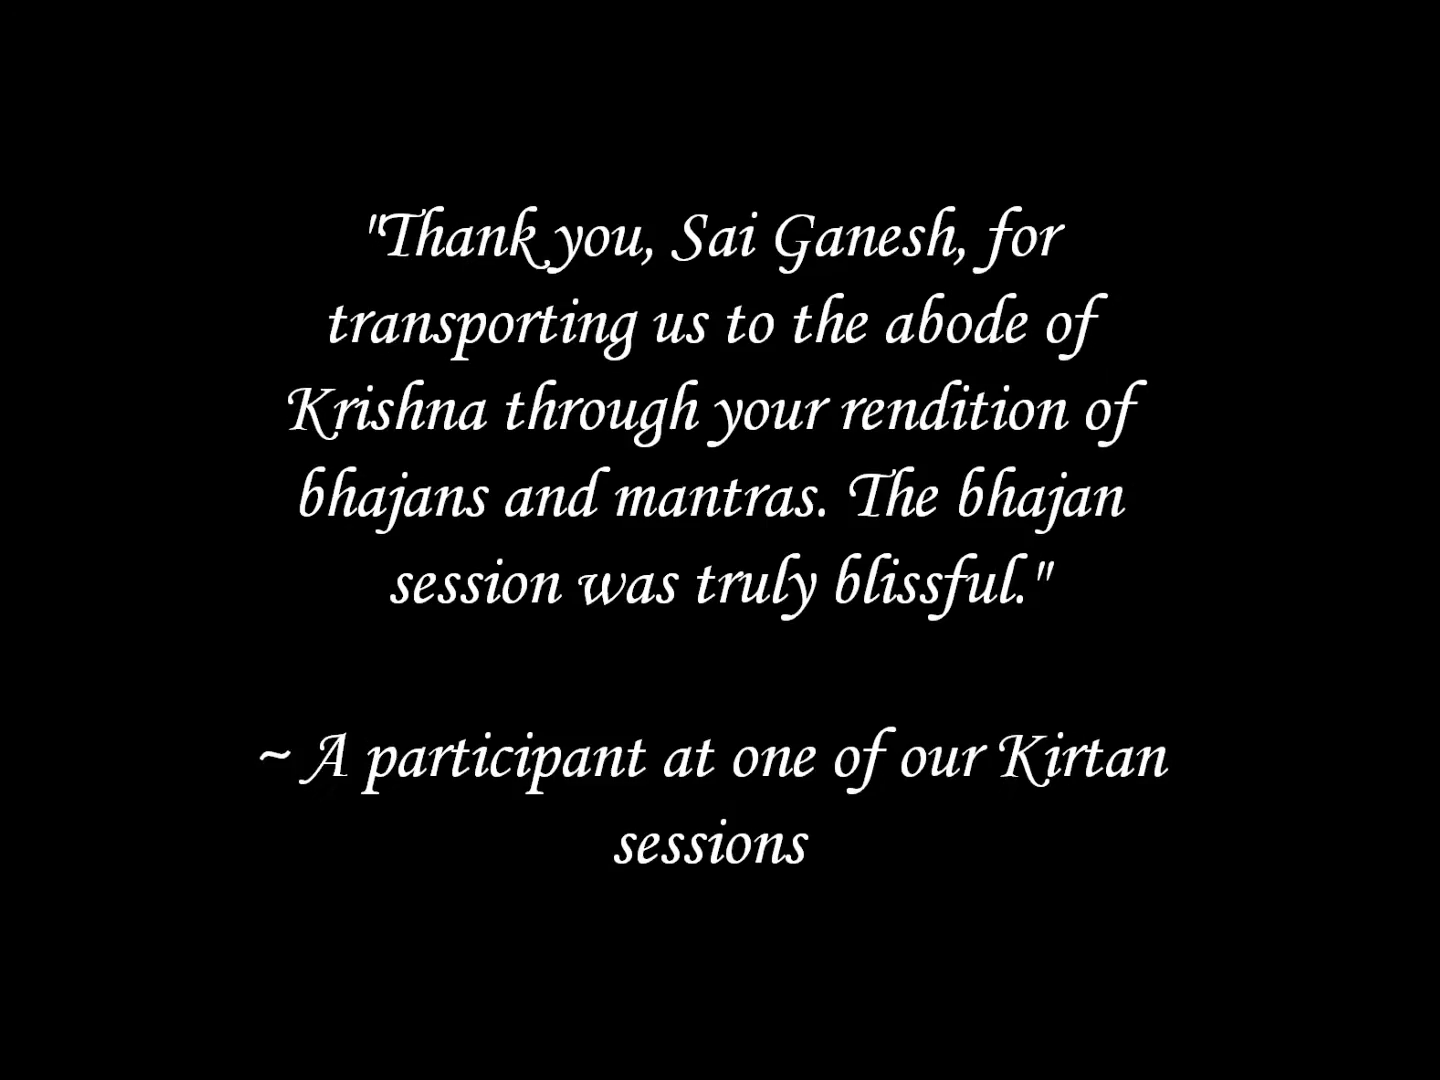 "Thank you, Sai Ganesh, for
transporting us to the abode of
Krishna through your rendition of
bhajans and mantras. The bhajan
session was truly blissful."
~ A participant at one of our Kirtan
sessions